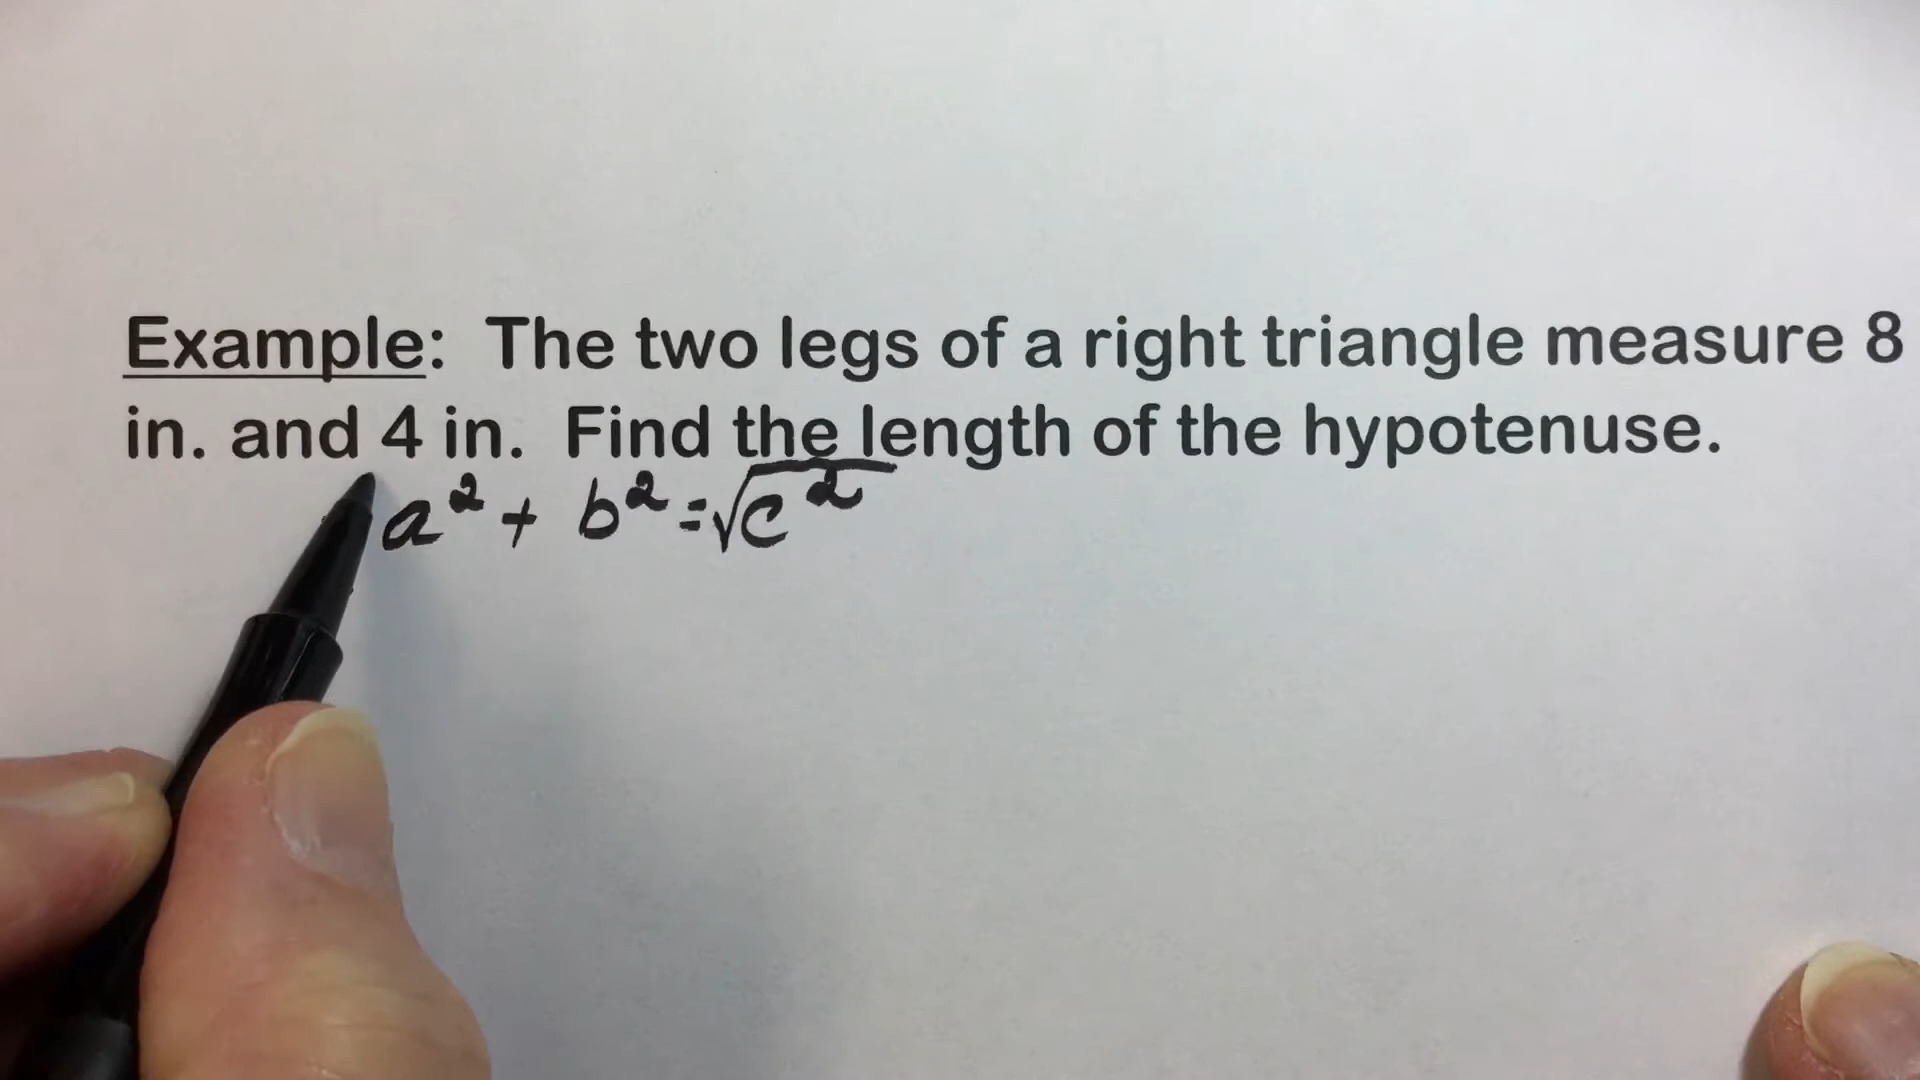 Example: The two legs of a right triangle measure 8
in. and 4 in. Find the length of the hypotenuse.
a² + b² = √c²